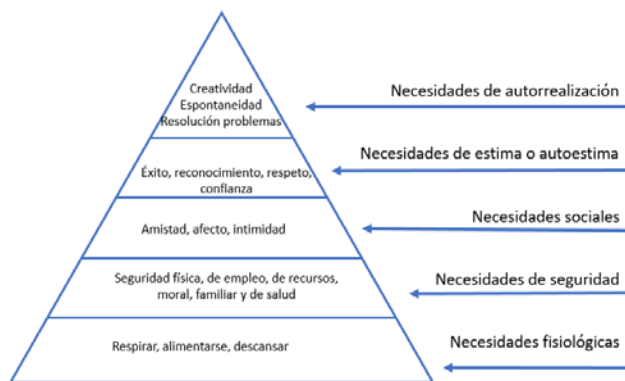 Creatividad
Espontaneidad
Resolución problemas
Necesidades de autorrealización
Éxito, reconocimiento, respeto,
confianza
Necesidades de estima o autoestima
Amistad, afecto, intimidad
Necesidades sociales
Seguridad física, de empleo, de recursos,
moral, familiar y de salud
Necesidades de seguridad
Respirar, alimentarse, descansar
Necesidades fisiológicas